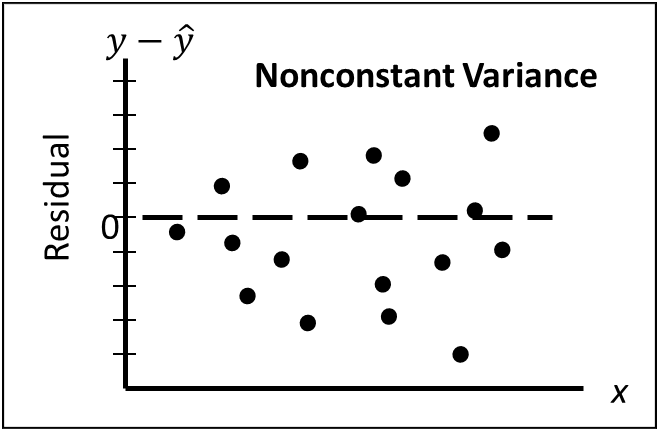 y − ŷ
Nonconstant Variance
Residual
0
x